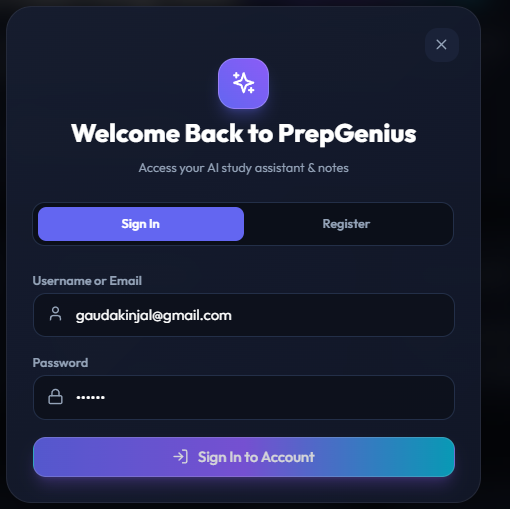 Welcome Back to PrepGenius
Access your AI study assistant & notes
Sign In
Register
Username or Email
gaudakinjal@gmail.com
Password
••••••
Sign In to Account